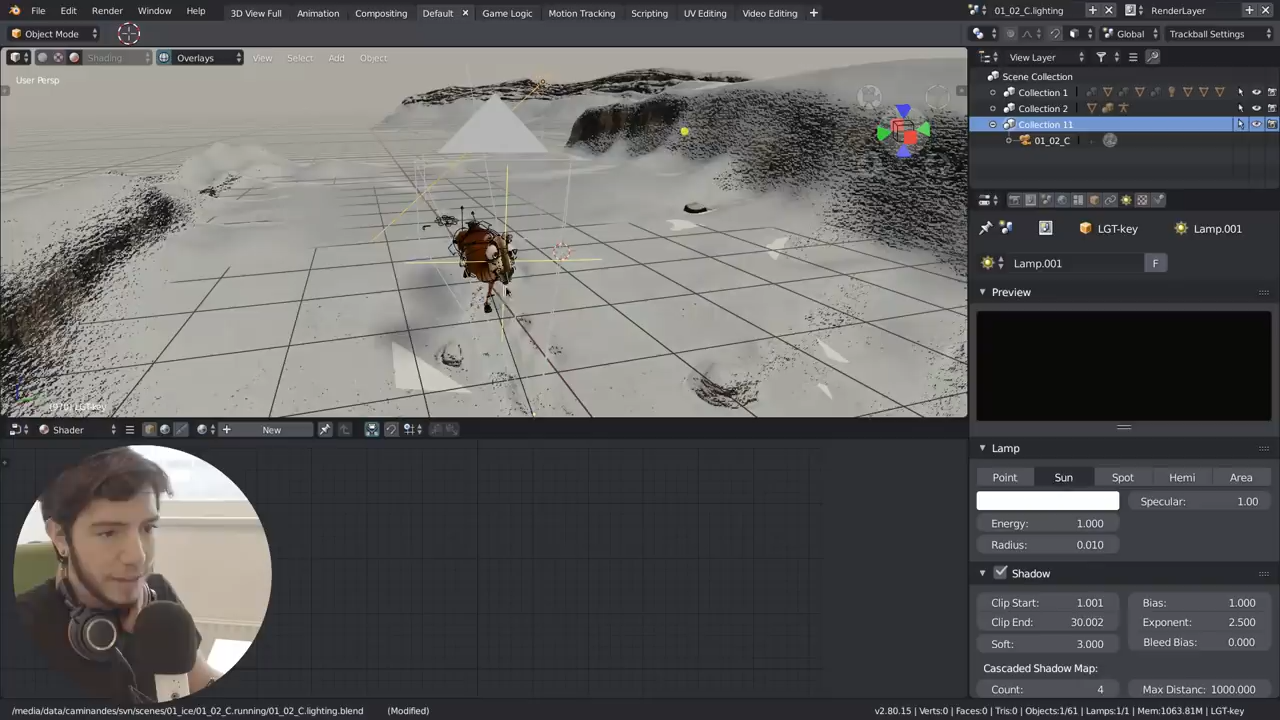 File Edit Render Window Help 3D View Full Animation Compositing Default Game Logic Motion Tracking Scripting UV Editing Video Editing 01_02_C.lighting RenderLayer
Object Mode Global Trackball Settings
Shading Overlays View Select Add Object View Layer
User Persp
Scene Collection
Collection 1
Collection 2
Collection 11
01_02_C
LGT-key Lamp.001
Lamp.001 F
Preview
Shader New
Lamp
Point Sun Spot Hemi Area
Specular: 1.00
Energy: 1.000
Radius: 0.010
Shadow
Clip Start: 1.001 Bias: 1.000
Clip End: 30.002 Exponent: 2.500
Soft: 3.000 Bleed Bias: 0.000
Cascaded Shadow Map:
Count: 4 Max Distanc: 1000.000
/media/data/caminandes/svn/scenes/01_ice/01_02_C.running/01_02_C.lighting.blend (Modified) v2.80.15 | Verts:0 | Faces:0 | Tris:0 | Objects:1/61 | Lamps:1/1 | Mem:1063.81M | LGT-key